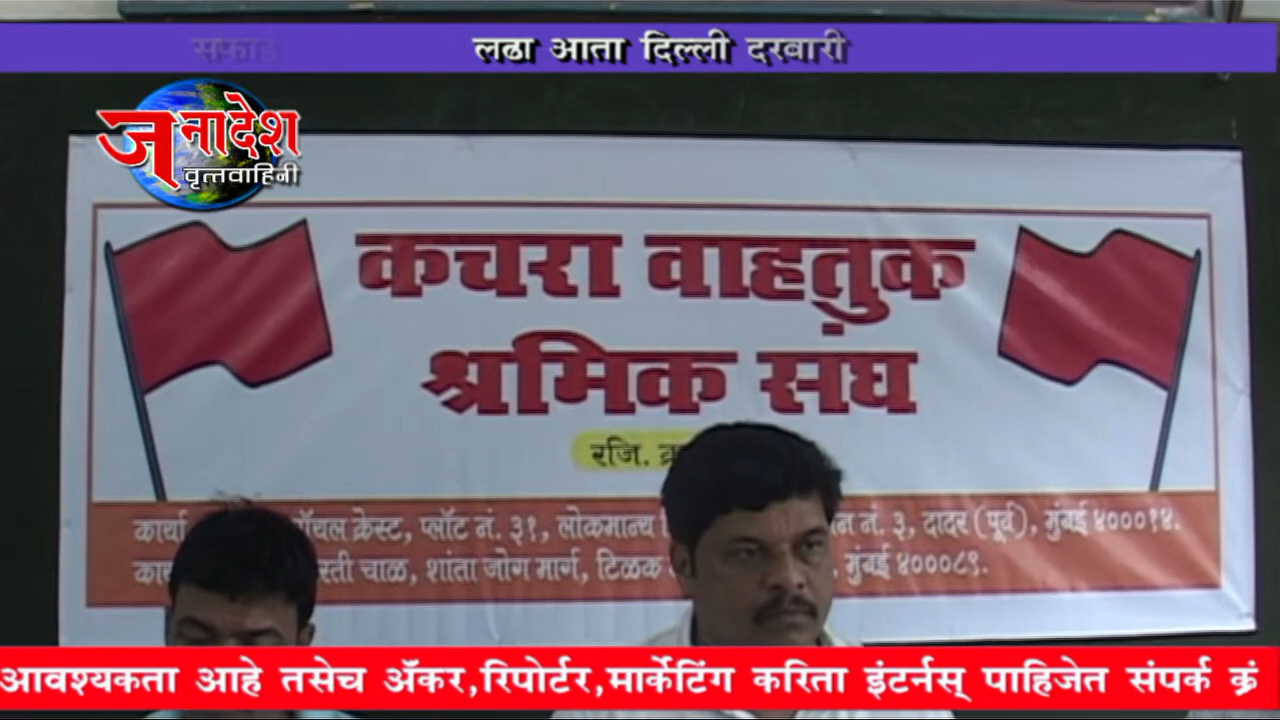 लढा आता दिल्ली दरबारी
जनादेश
वृत्तवाहिनी
कचरा वाहतुक
श्रमिक संघ
रजि.
क्रेस्ट, प्लॉट नं. ३१, लोकमान्य नं. ३, दादर (पूर्व), मुंबई ४०००१४.
चाळ, शांता जोग मार्ग, टिळक मुंबई ४०००८९.
आवश्यकता आहे तसेच अँकर,रिपोर्टर,मार्केटिंग करिता इंटर्नस् पाहिजेत संपर्क